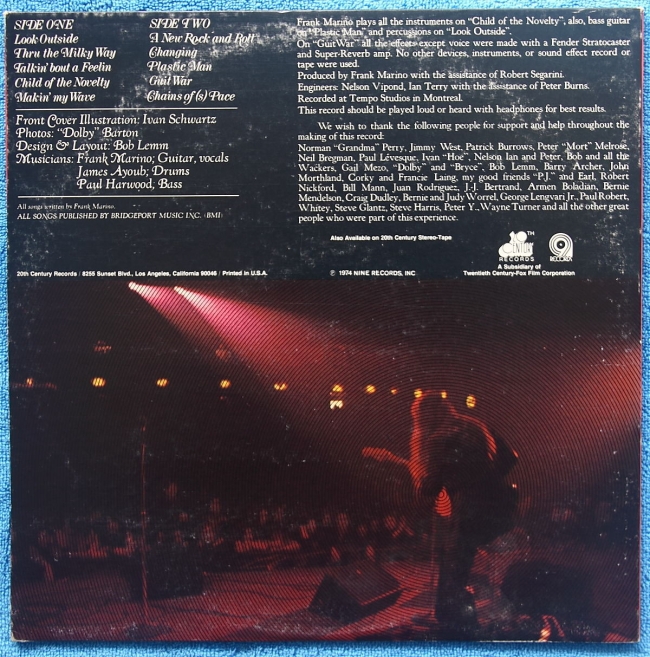 SIDE ONE
Look Outside
Thru the Milky Way
Talkin' bout a Feelin
Child of the Novelty
Makin' my Wave
SIDE TWO
A New Rock and Roll
Changing
Plastic Man
Guit War
Chains of (s) Pace
Front Cover Illustration: Ivan Schwartz
Photos: "Dolby" Barton
Design & Layout: Bob Lemm
Musicians: Frank Marino; Guitar, vocals
James Ayoub; Drums
Paul Harwood, Bass
All songs written by Frank Marino.
ALL SONGS PUBLISHED BY BRIDGEPORT MUSIC INC. (BMI)
Frank Marino plays all the instruments on "Child of the Novelty", also, bass guitar
on "Plastic Man" and percussions on "Look Outside".
On "Guit War" all the effects except voice were made with a Fender Stratocaster
and Super-Reverb amp. No other devices, instruments, or sound effect record or
tape were used.
Produced by Frank Marino with the assistance of Robert Segarini.
Engineers: Nelson Vipond, Ian Terry with the assistance of Peter Burns.
Recorded at Tempo Studios in Montreal.
This record should be played loud or heard with headphones for best results.
We wish to thank the following people for support and help throughout the
making of this record:
Norman "Grandma" Perry, Jimmy West, Patrick Burrows, Peter "Mort" Melrose,
Neil Bregman, Paul Lévesque, Ivan "Hoe", Nelson Ian and Peter, Bob and all the
Wackers, Gail Mezo, "Dolby" and "Bryce", Bob Lemm, Barry Archer, John
Morthland, Corky and Francie Laing, my good friends "P.J." and Earl, Robert
Nickford, Bill Mann, Juan Rodriguez, J.-J. Bertrand, Armen Boladian, Bernie
Mendelson, Craig Dudley, Bernie and Judy Worrel, George Lengvari Jr., Paul Robert,
Whitey, Steve Glantz, Steve Harris, Peter Y., Wayne Turner and all the other great
people who were part of this experience.
Also Available on 20th Century Stereo-Tape
20th CENTURY RECORDS
RECORDS
A Subsidiary of
Twentieth Century-Fox Film Corporation
20th Century Records / 8255 Sunset Blvd., Los Angeles, California 90046 / Printed in U.S.A.
℗ 1974 NINE RECORDS, INC.